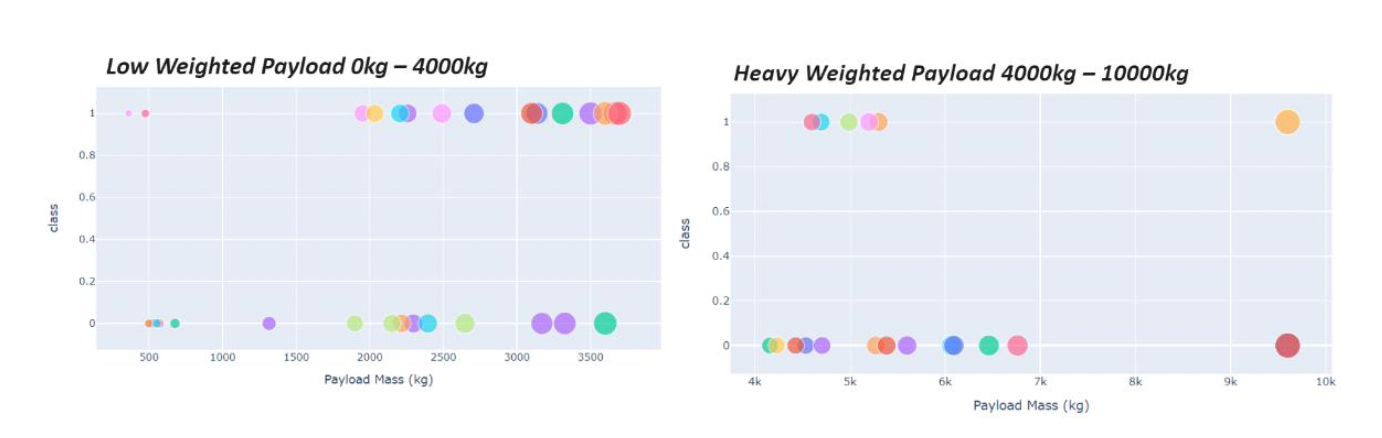 Low Weighted Payload 0kg – 4000kg
1
0.8
0.6
0.4
0.2
0
class
500 1000 1500 2000 2500 3000 3500
Payload Mass (kg)
Heavy Weighted Payload 4000kg – 10000kg
1
0.8
0.6
0.4
0.2
0
class
4k 5k 6k 7k 8k 9k 10k
Payload Mass (kg)